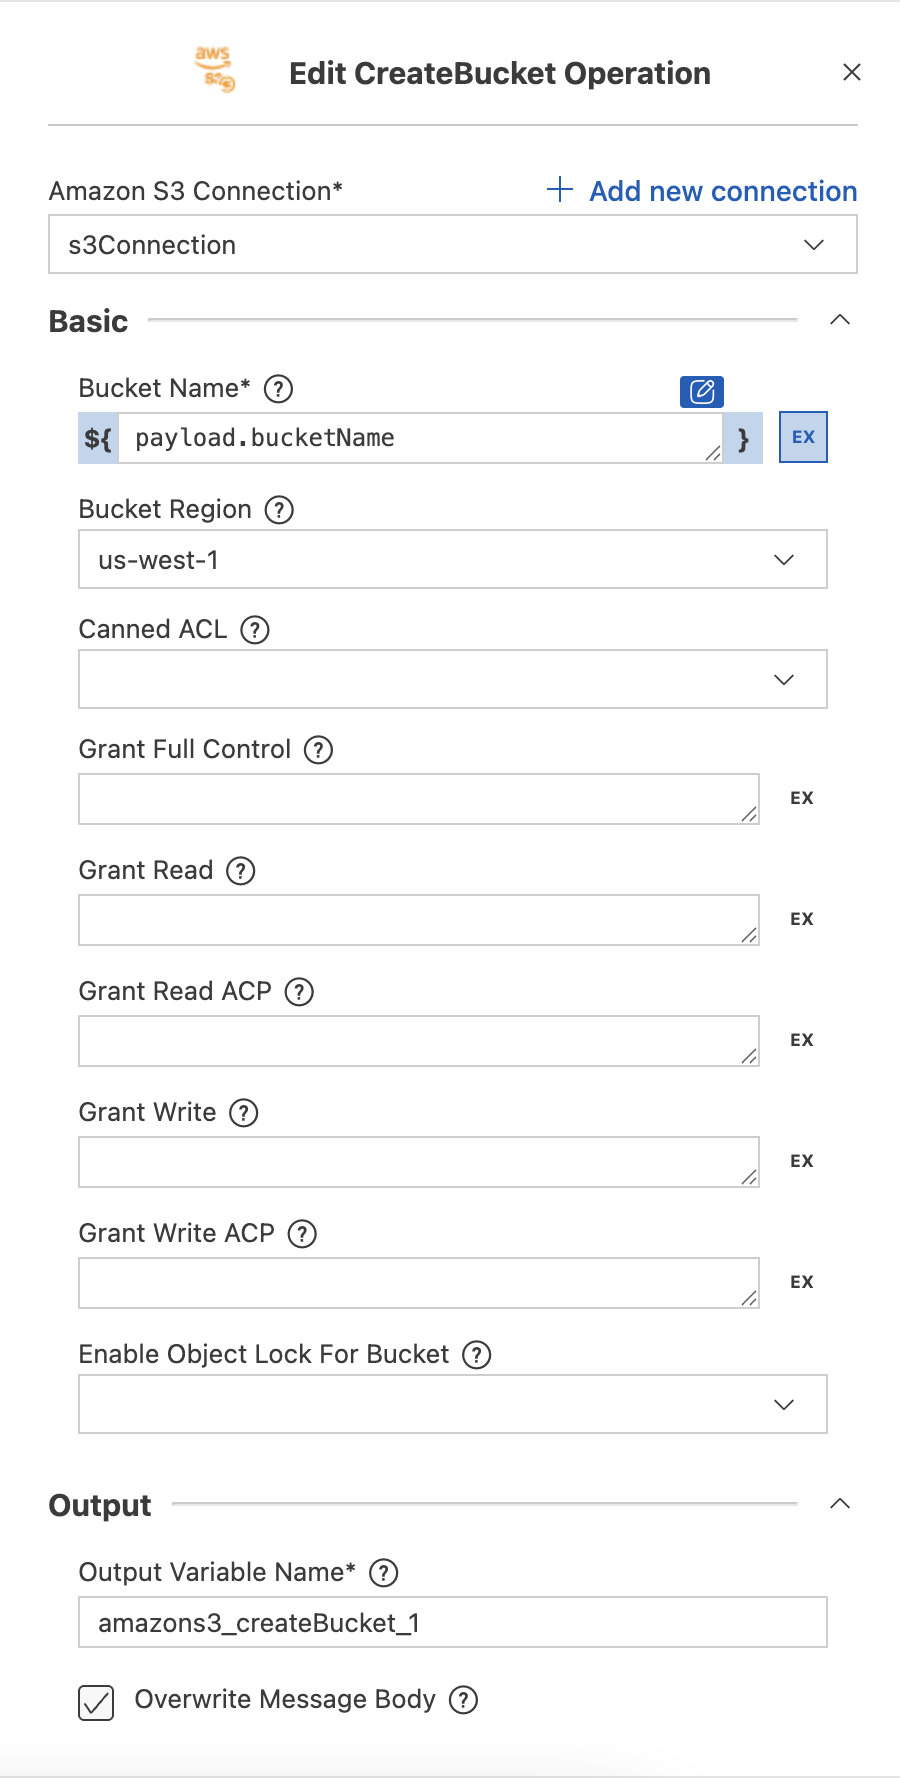 aws
S3
Edit CreateBucket Operation
Amazon S3 Connection*
Add new connection
s3Connection
Basic
Bucket Name* ?
${ payload.bucketName } EX
Bucket Region ?
us-west-1
Canned ACL ?
Grant Full Control ?
EX
Grant Read ?
EX
Grant Read ACP ?
EX
Grant Write ?
EX
Grant Write ACP ?
EX
Enable Object Lock For Bucket ?
Output
Output Variable Name* ?
amazons3_createBucket_1
Overwrite Message Body ?